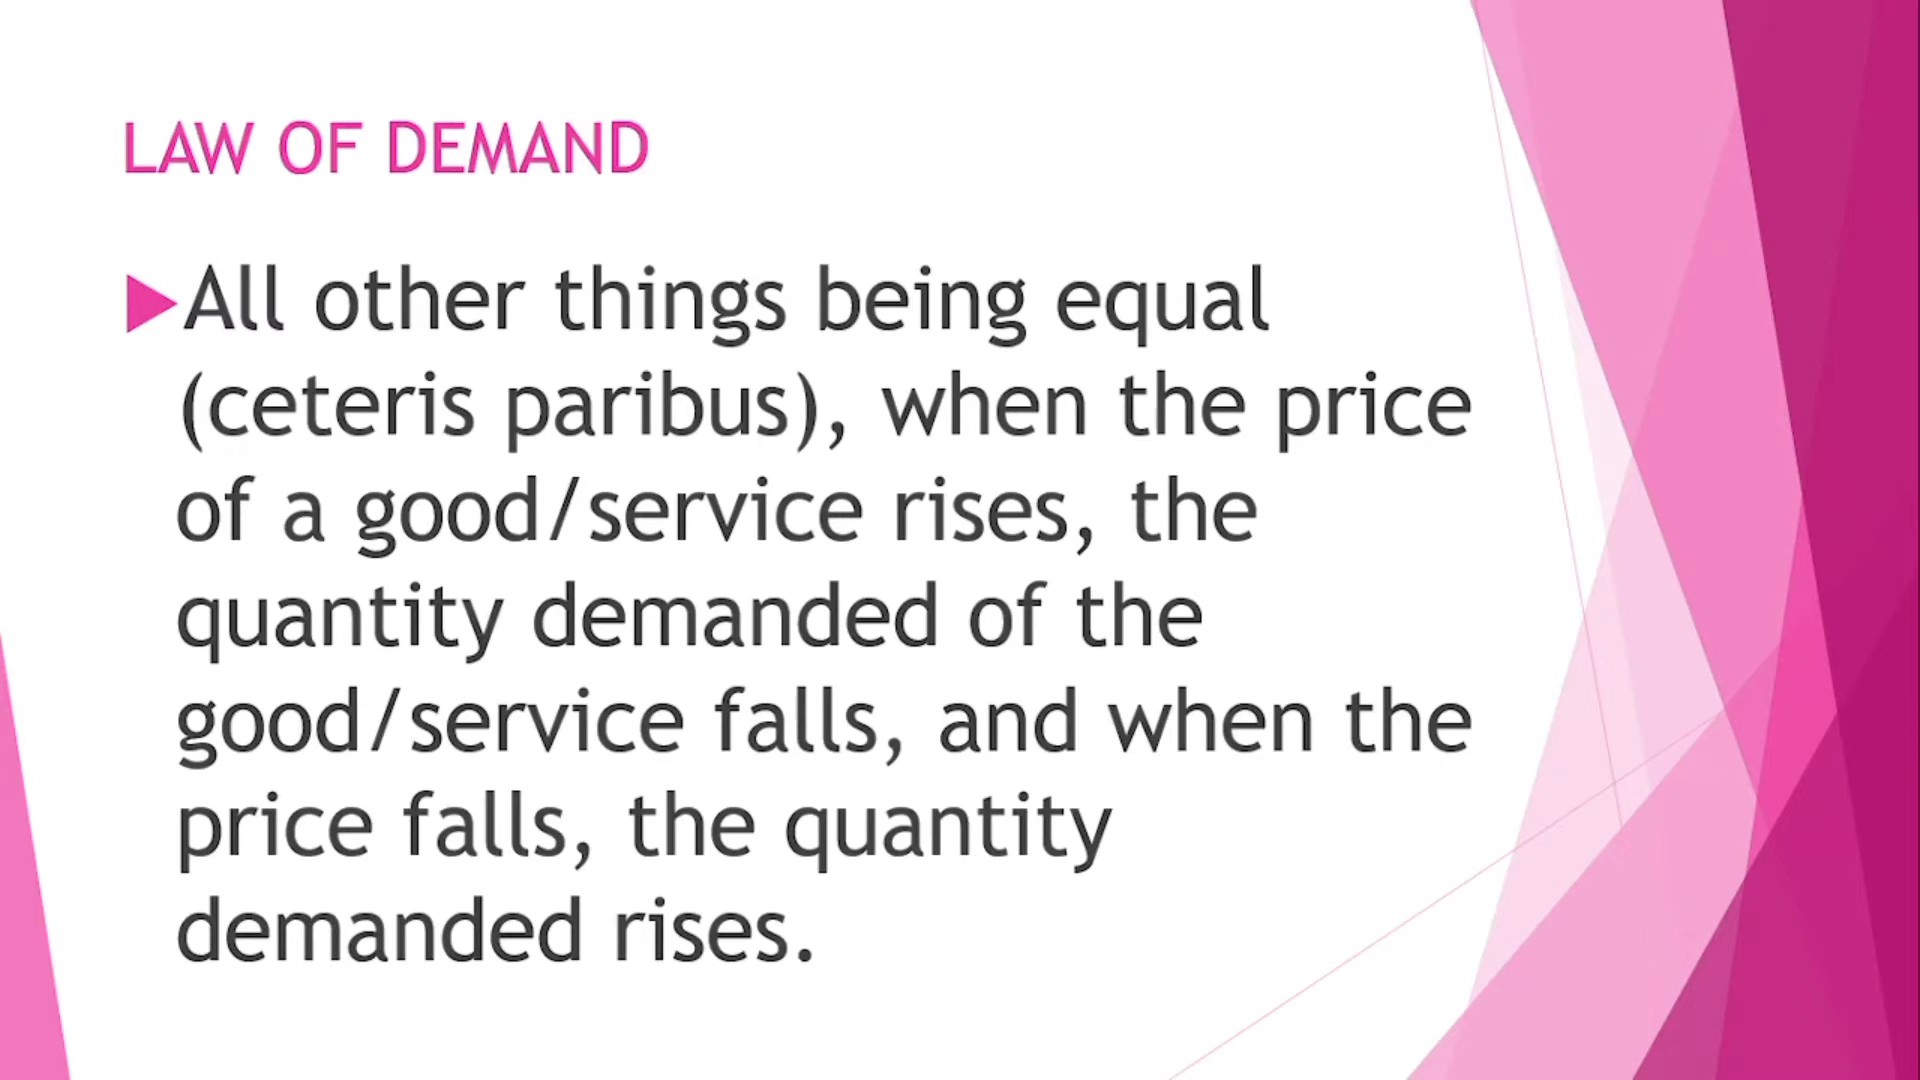 LAW OF DEMAND
All other things being equal
(ceteris paribus), when the price
of a good/service rises, the
quantity demanded of the
good/service falls, and when the
price falls, the quantity
demanded rises.